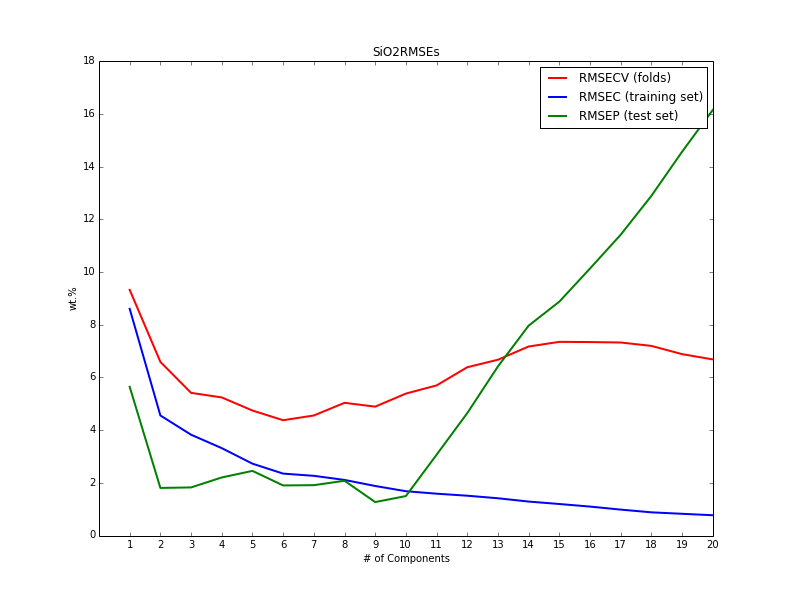 SiO2RMSEs
RMSECV (folds)
RMSEC (training set)
RMSEP (test set)
wt.%
18
16
14
12
10
8
6
4
2
0
1 2 3 4 5 6 7 8 9 10 11 12 13 14 15 16 17 18 19 20
# of Components